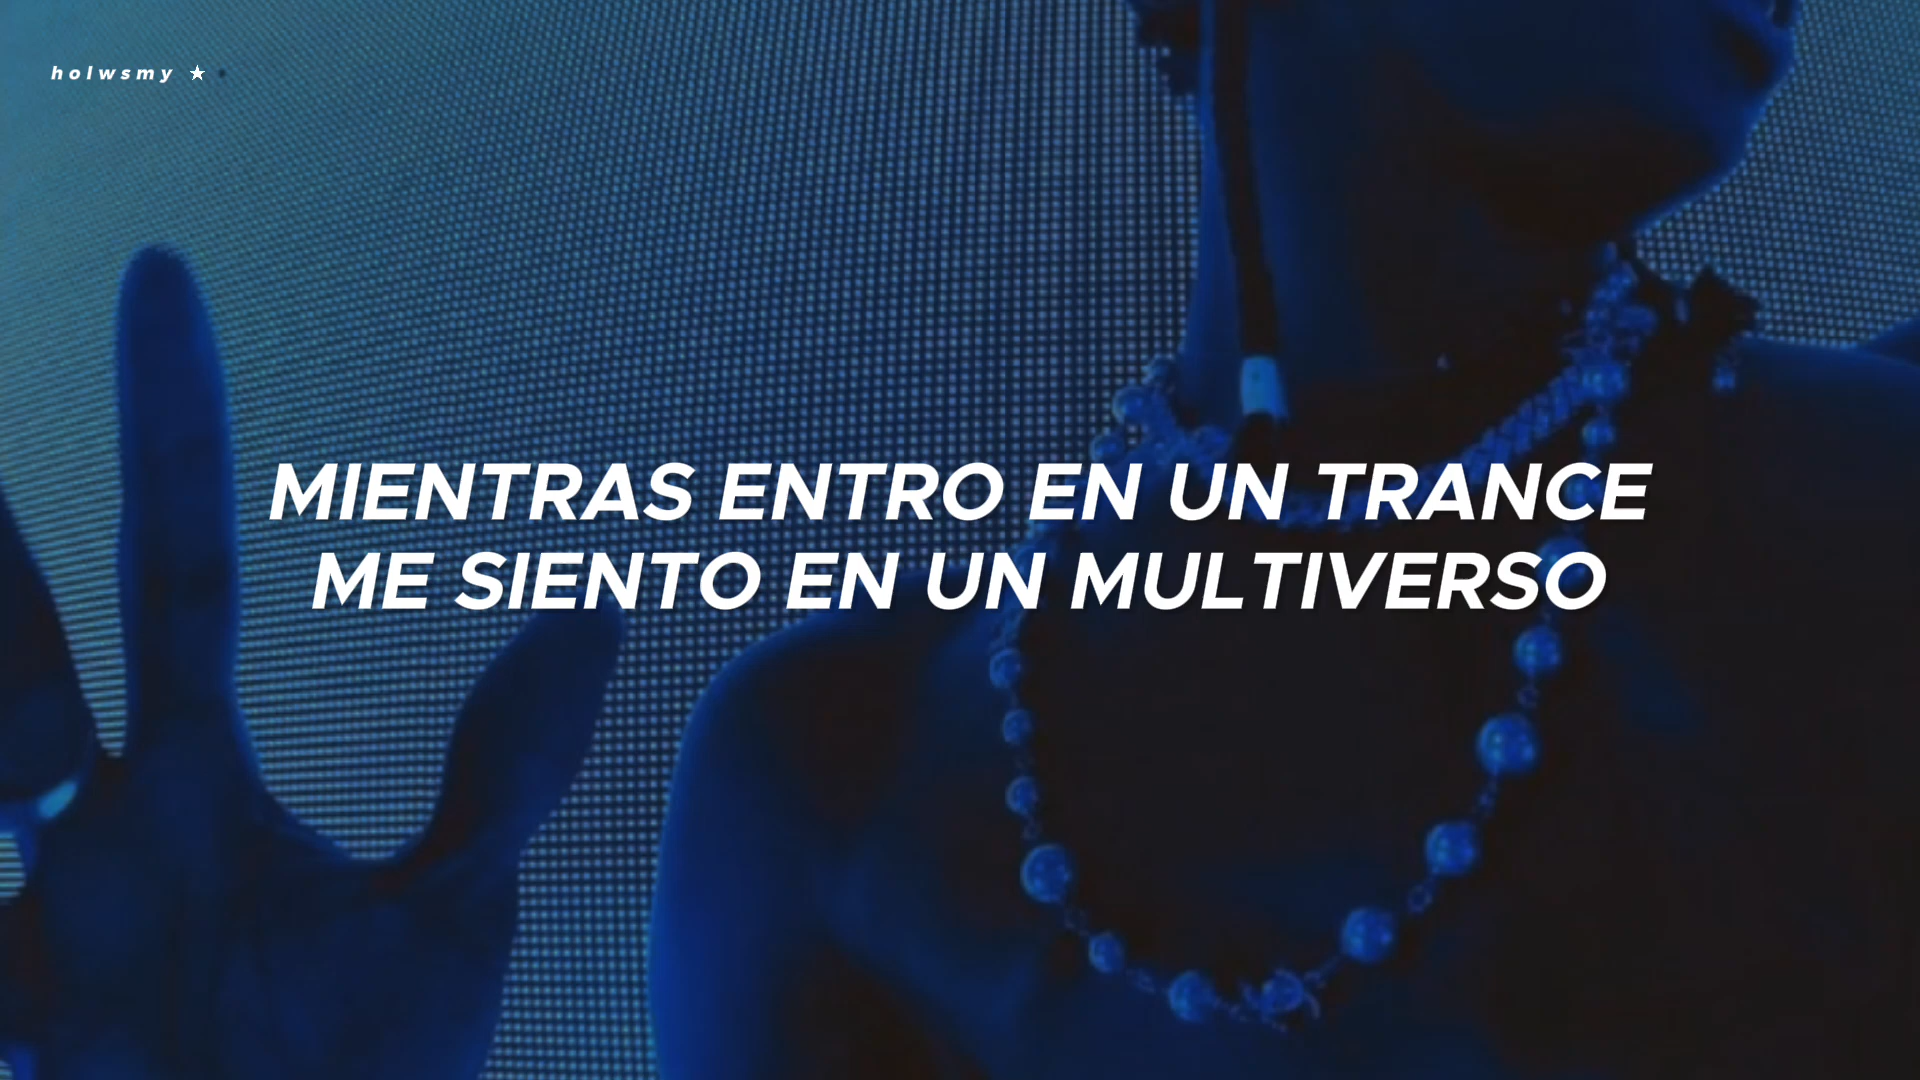 holwsmy ★
MIENTRAS ENTRO EN UN TRANCE
ME SIENTO EN UN MULTIVERSO